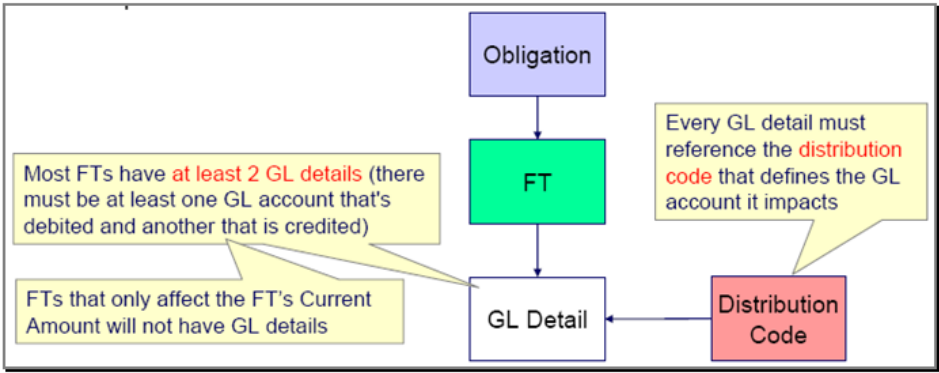 Obligation
Every GL detail must
reference the distribution
code that defines the GL
account it impacts
Most FTs have at least 2 GL details (there
must be at least one GL account that's
debited and another that is credited)
FT
FTs that only affect the FT's Current
Amount will not have GL details
GL Detail
Distribution
Code